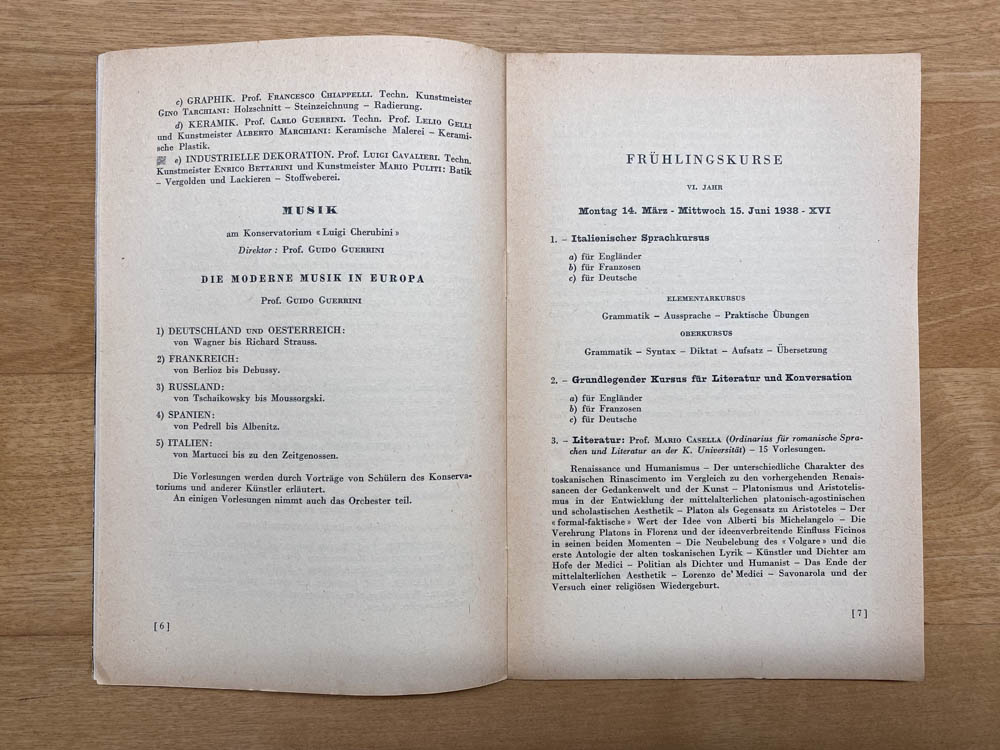 c) GRAPHIK. Prof. Francesco Chiappelli. Techn. Kunstmeister
Gino Tarchiani: Holzschnitt – Steinzeichnung – Radierung.
d) KERAMIK. Prof. Carlo Guerrini. Techn. Prof. Lelio Gelli
und Kunstmeister Alberto Marchiani: Keramische Malerei – Kerami-
sche Plastik.
e) INDUSTRIELLE DEKORATION. Prof. Luigi Cavalieri. Techn.
Kunstmeister Enrico Bettarini und Kunstmeister Mario Puliti: Batik
– Vergolden und Lackieren – Stoffweberei.
MUSIK
am Konservatorium « Luigi Cherubini »
Direktor : Prof. Guido Guerrini
DIE MODERNE MUSIK IN EUROPA
Prof. Guido Guerrini
1) DEUTSCHLAND und OESTERREICH:
von Wagner bis Richard Strauss.
2) FRANKREICH:
von Berlioz bis Debussy.
3) RUSSLAND:
von Tschaikowsky bis Moussorgski.
4) SPANIEN:
von Pedrell bis Albenitz.
5) ITALIEN:
von Martucci bis zu den Zeitgenossen.
Die Vorlesungen werden durch Vorträge von Schülern des Konserva-
toriums und anderer Künstler erläutert.
An einigen Vorlesungen nimmt auch das Orchester teil.
[ 6 ]
FRÜHLINGSKURSE
VI. JAHR
Montag 14. März - Mittwoch 15. Juni 1938 - XVI
1. – Italienischer Sprachkursus
a) für Engländer
b) für Franzosen
c) für Deutsche
ELEMENTARKURSUS
Grammatik – Aussprache – Praktische Übungen
OBERKURSUS
Grammatik – Syntax – Diktat – Aufsatz – Übersetzung
2. – Grundlegender Kursus für Literatur und Konversation
a) für Engländer
b) für Franzosen
c) für Deutsche
3. – Literatur: Prof. Mario Casella (Ordinarius für romanische Spra-
chen und Literatur an der K. Universität) – 15 Vorlesungen.
Renaissance und Humanismus – Der unterschiedliche Charakter des
toskanischen Rinascimento im Vergleich zu den vorhergehenden Renais-
sancen der Gedankenwelt und der Kunst – Platonismus und Aristotelis-
mus in der Entwicklung der mittelalterlichen platonisch-agostinischen
und scholastischen Aesthetik – Platon als Gegensatz zu Aristoteles – Der
« formal-faktische » Wert der Idee von Alberti bis Michelangelo – Die
Verehrung Platons in Florenz und der ideenverbreitende Einfluss Ficinos
in seinen beiden Momenten – Die Neubelebung des « Volgare » und die
erste Antologie der alten toskanischen Lyrik – Künstler und Dichter am
Hofe der Medici – Politian als Dichter und Humanist – Das Ende der
mittelalterlichen Aesthetik – Lorenzo de' Medici – Savonarola und der
Versuch einer religiösen Wiedergeburt.
[ 7 ]